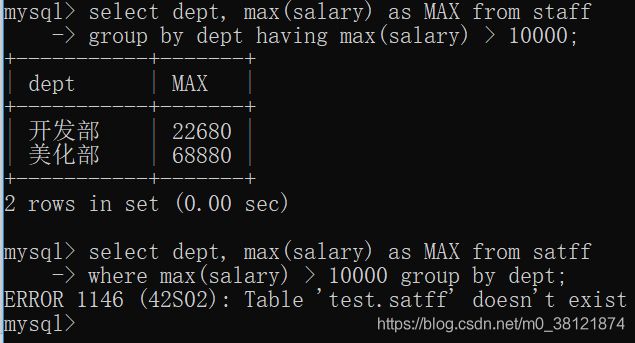 mysql> select dept, max(salary) as MAX from staff
-> group by dept having max(salary) > 10000;
+-----------+-------+
| dept | MAX |
+-----------+-------+
| 开发部 | 22680 |
| 美化部 | 68880 |
+-----------+-------+
2 rows in set (0.00 sec)
mysql> select dept, max(salary) as MAX from satff
-> where max(salary) > 10000 group by dept;
ERROR 1146 (42S02): Table 'test.satff' doesn't exist
mysql>
https://blog.csdn.net/m0_38121874